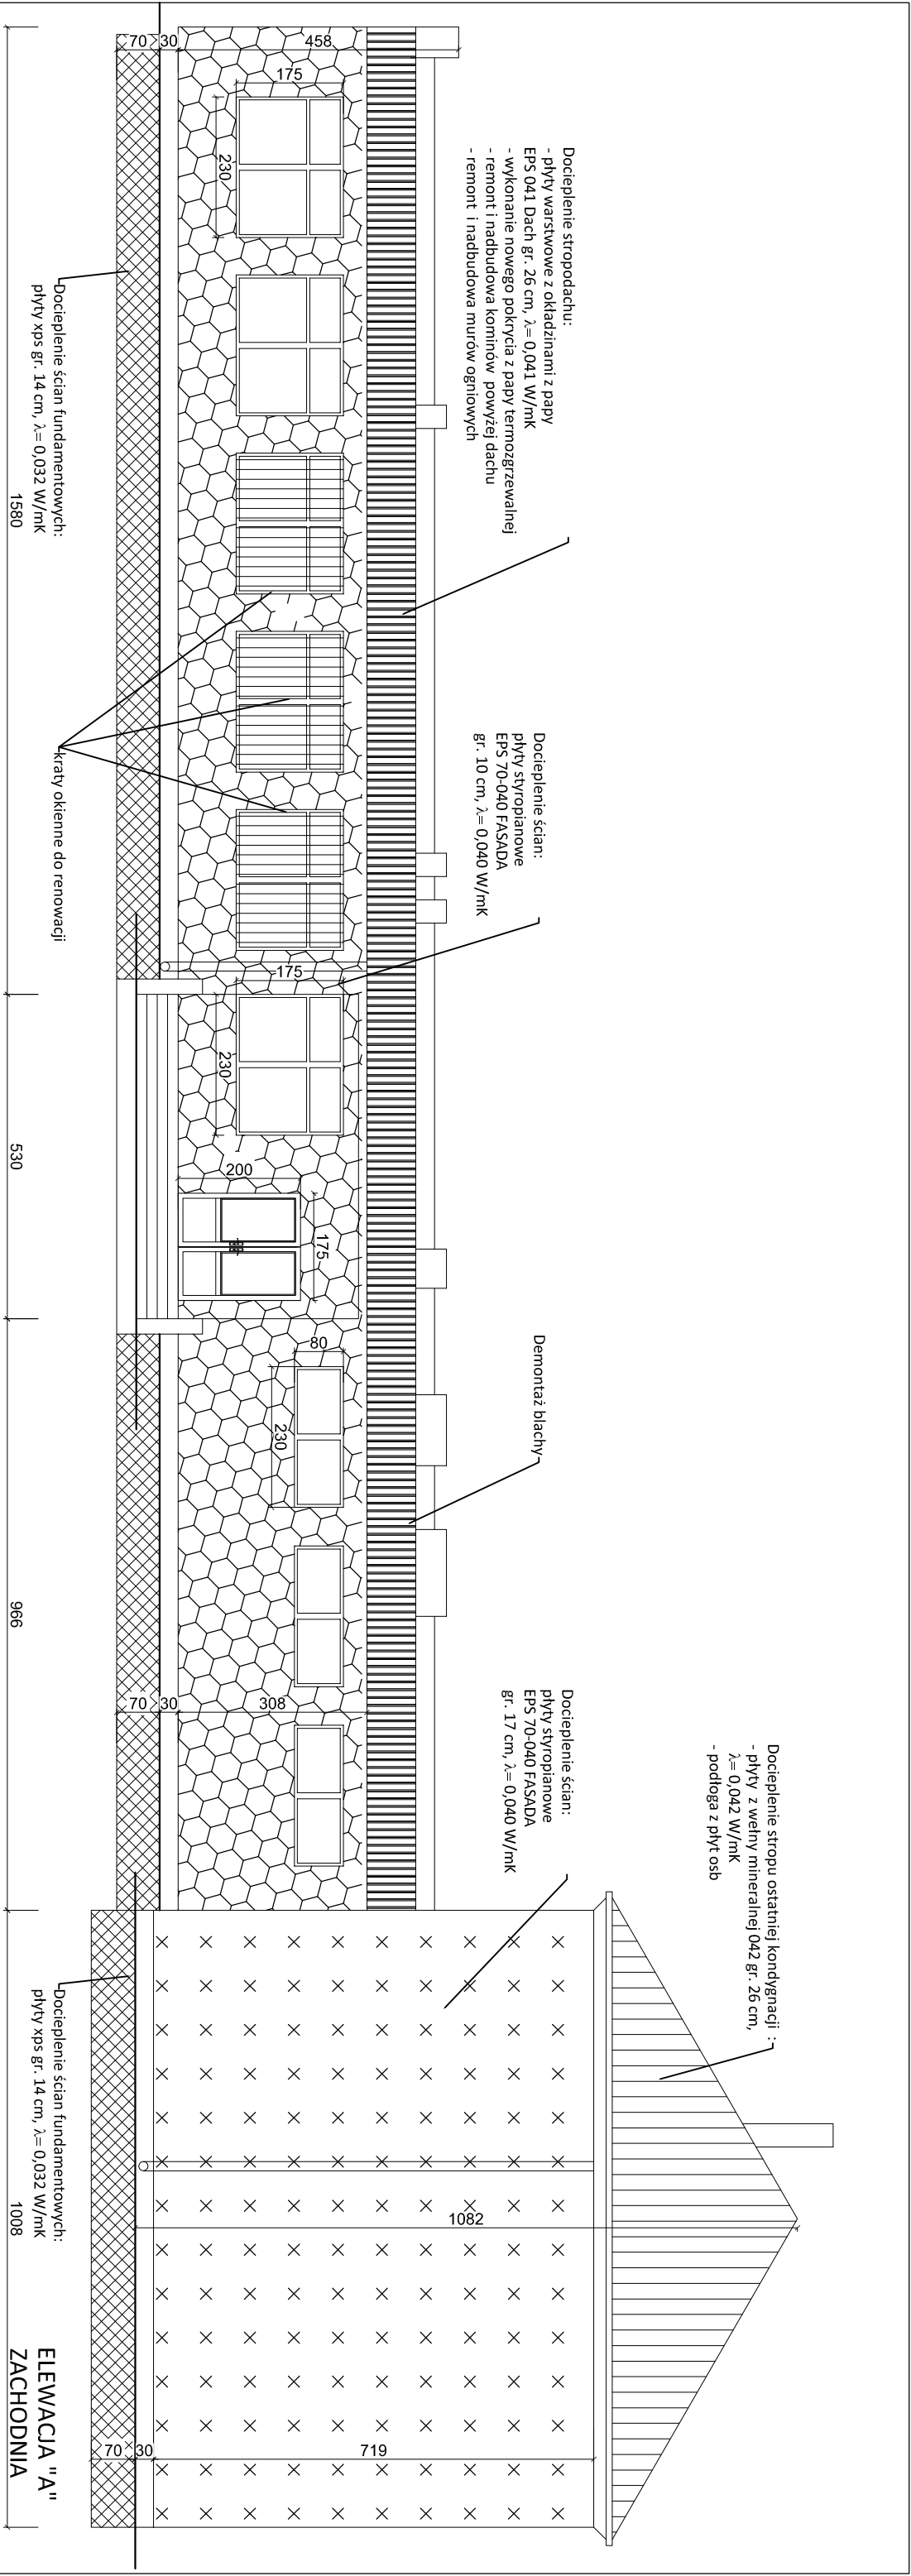 Docieplenie stropodachu:
- płyty warstwowe z okładzinami z papy
EPS 041 Dach gr. 26 cm, λ= 0,041 W/mK
- wykonanie nowego pokrycia z papy termozgrzewalnej
- remont i nadbudowa kominów powyżej dachu
- remont i nadbudowa murów ogniowych
Docieplenie ścian:
płyty styropianowe
EPS 70-040 FASADA
gr. 10 cm, λ= 0,040 W/mK
Demontaż blachy
Docieplenie ścian:
płyty styropianowe
EPS 70-040 FASADA
gr. 17 cm, λ= 0,040 W/mK
Docieplenie stropu ostatniej kondygnacji :
- płyty z wełny mineralnej 042 gr. 26 cm,
λ= 0,042 W/mK
- podłoga z płyt osb
458
30
70
175
230
175
230
200
175
80
230
308
30
70
1082
719
30
70
Docieplenie ścian fundamentowych:
płyty xps gr. 14 cm, λ= 0,032 W/mK
kraty okienne do renowacji
Docieplenie ścian fundamentowych:
płyty xps gr. 14 cm, λ= 0,032 W/mK
1580
530
966
1008
ELEWACJA "A"
ZACHODNIA